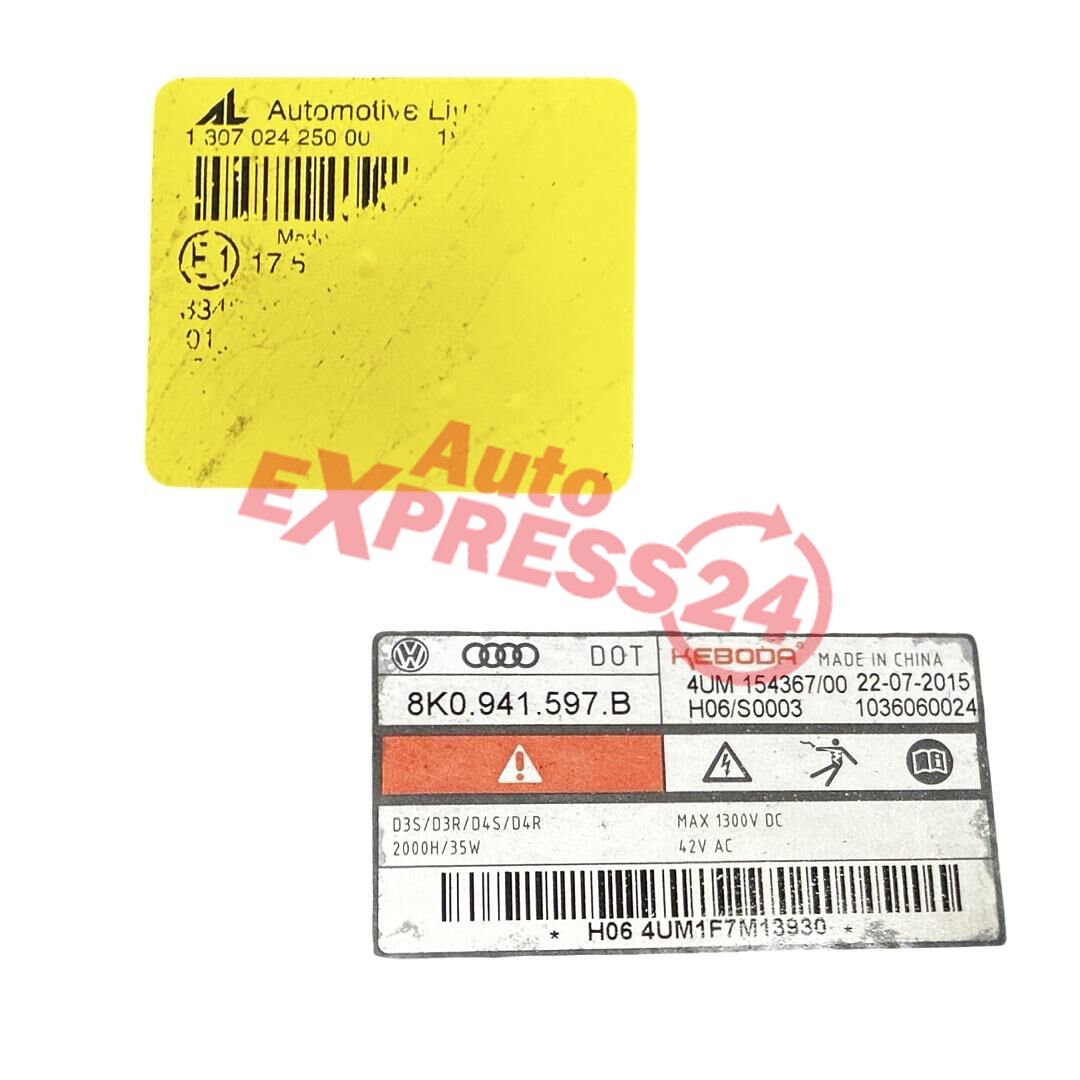 AL Automotive
1 307 024 250 00
E1 17 5
01
Auto
EXPRESS24
DOT
KEBODA MADE IN CHINA
8K0.941.597.B
4UM 154367/00 22-07-2015
H06/S0003 1036060024
D3S/D3R/D4S/D4R
2000H/35W
MAX 1300V DC
42V AC
* H06 4UM1F7M13930 *